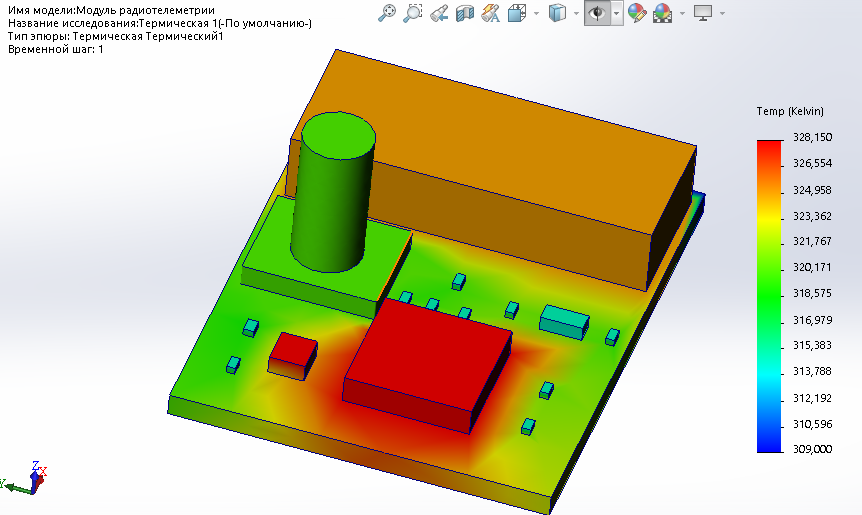 Имя модели:Модуль радиотелеметрии
Название исследования:Термическая 1(-По умолчанию-)
Тип эпюры: Термическая Термический1
Временной шаг: 1
Temp (Kelvin)
328,150
326,554
324,958
323,362
321,767
320,171
318,575
316,979
315,383
313,788
312,192
310,596
309,000
Z
X
Y